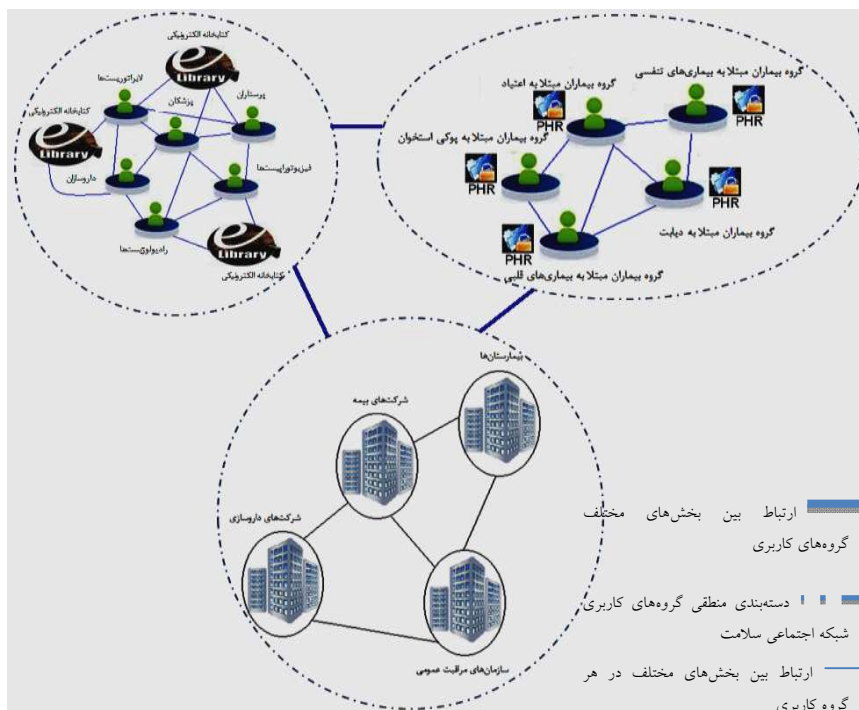 کتابخانه الکترونیکی
e Library
لابراتوریست‌ها
پزشکان
پرستاران
کتابخانه الکترونیکی
e Library
داروسازان
فیزیوتوراپیست‌ها
رادیولوژیست‌ها
e Library
کتابخانه الکترونیکی
گروه بیماران مبتلا به بیماری‌های تنفسی
PHR
گروه بیماران مبتلا به اعتیاد
PHR
گروه بیماران مبتلا به پوکی استخوان
PHR
PHR
گروه بیماران مبتلا به دیابت
PHR
گروه بیماران مبتلا به بیماری‌های قلبی
بیمارستان‌ها
شرکت‌های بیمه
شرکت‌های داروسازی
سازمان‌های مراقبت عمومی
ارتباط بین بخش‌های مختلف
گروه‌های کاربری
دسته‌بندی منطقی گروه‌های کاربری
شبکه اجتماعی سلامت
ارتباط بین بخش‌های مختلف در هر
گروه کاربری